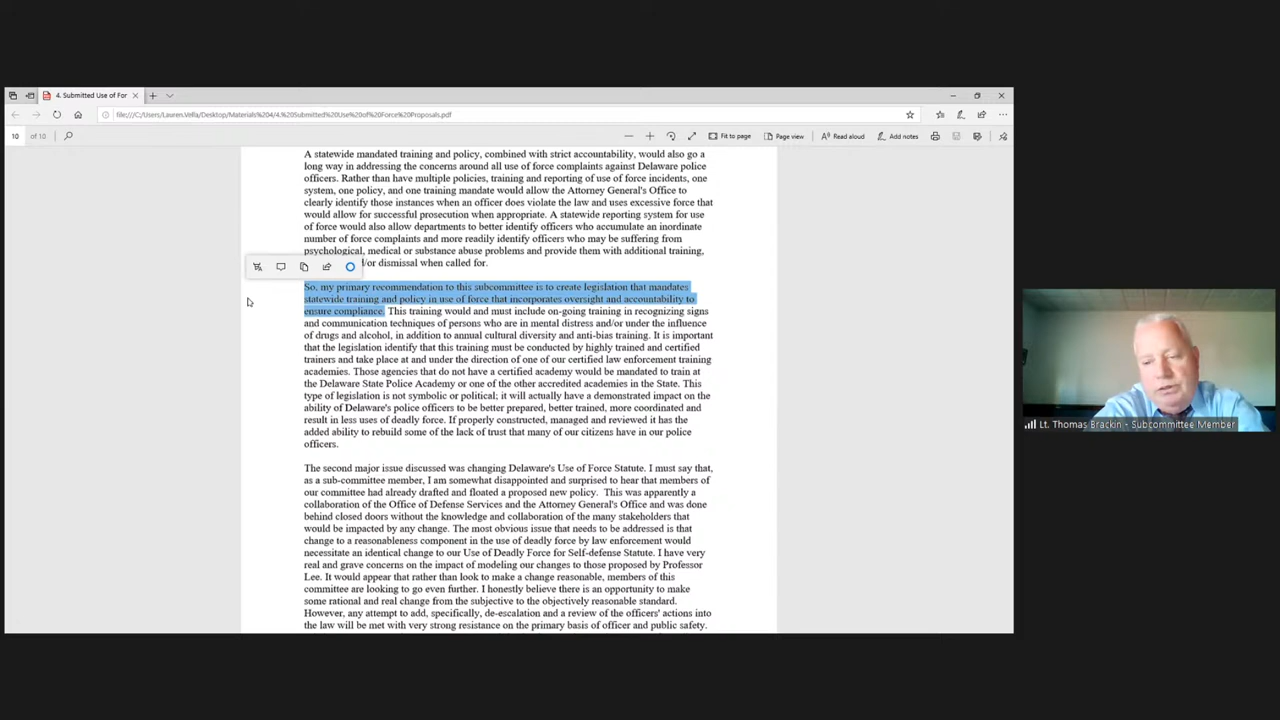 4. Submitted Use of For
file:///C:/Users/Lauren.Vella/Desktop/Materials%204/4.%20Submitted%20Use%20of%20Force%20Proposals.pdf
10 of 10
Fit to page
Page view
Read aloud
Add notes
A statewide mandated training and policy, combined with strict accountability, would also go a
long way in addressing the concerns around all use of force complaints against Delaware police
officers. Rather than have multiple policies, training and reporting of use of force incidents, one
system, one policy, and one training mandate would allow the Attorney General's Office to
clearly identify those instances when an officer does violate the law and uses excessive force that
would allow for successful prosecution when appropriate. A statewide reporting system for use
of force would also allow departments to better identify officers who accumulate an inordinate
number of force complaints and more readily identify officers who may be suffering from
psychological, medical or substance abuse problems and provide them with additional training,
/or dismissal when called for.
So, my primary recommendation to this subcommittee is to create legislation that mandates
statewide training and policy in use of force that incorporates oversight and accountability to
ensure compliance. This training would and must include on-going training in recognizing signs
and communication techniques of persons who are in mental distress and/or under the influence
of drugs and alcohol, in addition to annual cultural diversity and anti-bias training. It is important
that the legislation identify that this training must be conducted by highly trained and certified
trainers and take place at and under the direction of one of our certified law enforcement training
academies. Those agencies that do not have a certified academy would be mandated to train at
the Delaware State Police Academy or one of the other accredited academies in the State. This
type of legislation is not symbolic or political; it will actually have a demonstrated impact on the
ability of Delaware's police officers to be better prepared, better trained, more coordinated and
result in less uses of deadly force. If properly constructed, managed and reviewed it has the
added ability to rebuild some of the lack of trust that many of our citizens have in our police
officers.
The second major issue discussed was changing Delaware's Use of Force Statute. I must say that,
as a sub-committee member, I am somewhat disappointed and surprised to hear that members of
our committee had already drafted and floated a proposed new policy. This was apparently a
collaboration of the Office of Defense Services and the Attorney General's Office and was done
behind closed doors without the knowledge and collaboration of the many stakeholders that
would be impacted by any change. The most obvious issue that needs to be addressed is that
change to a reasonableness component in the use of deadly force by law enforcement would
necessitate an identical change to our Use of Deadly Force for Self-defense Statute. I have very
real and grave concerns on the impact of modeling our changes to those proposed by Professor
Lee. It would appear that rather than look to make a change reasonable, members of this
committee are looking to go even further. I honestly believe there is an opportunity to make
some rational and real change from the subjective to the objectively reasonable standard.
However, any attempt to add, specifically, de-escalation and a review of the officers' actions into
the law will be met with very strong resistance on the primary basis of officer and public safety.
Lt. Thomas Brackin - Subcommittee Member